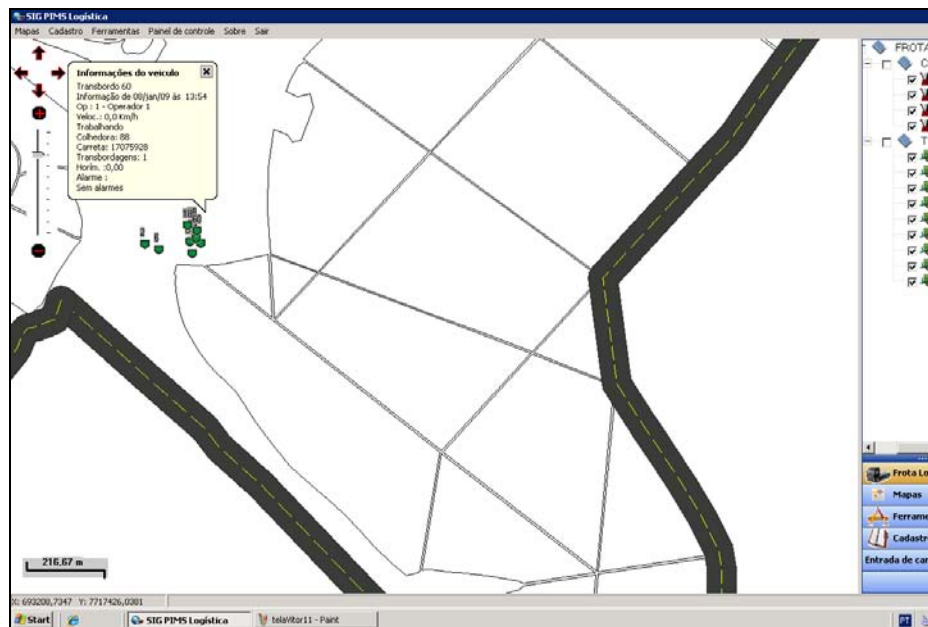 SIG PIMS Logística
Mapas Cadastro Ferramentas Painel de controle Sobre Sair
Informações do veículo
Transbordo 60
Informação de 08/jan/09 às 13:54
Op : 1 - Operador 1
Veloc.: 0,0 Km/h
Trabalhando
Colhedora: 88
Carreta: 17075928
Transbordagens: 1
Horím. :0,00
Alarme :
Sem alarmes
FROTA
C
T
Frota Lo
Mapas
Ferrame
Cadastro
Entrada de car
216,67 m
X: 693200,7347 Y: 7717426,0381
Start
SIG PIMS Logística
telaVitor11 - Paint
PT